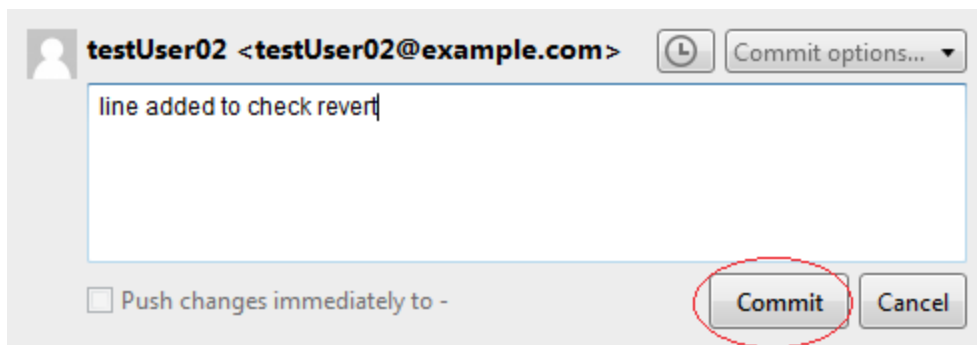 testUser02 <testUser02@example.com> Commit options...
line added to check revert
Push changes immediately to -
Commit Cancel